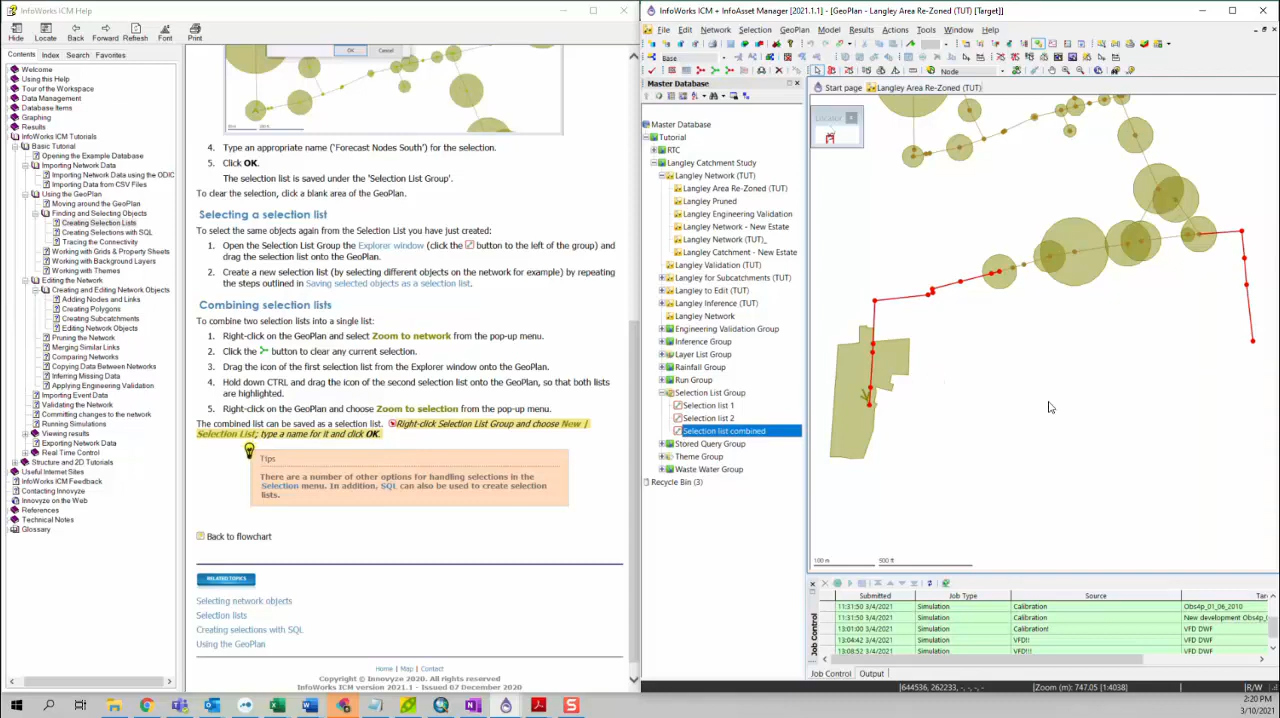 InfoWorks ICM Help
Hide Locate Back Forward Refresh Font Print
Contents Index Search Favorites
Welcome
Using this Help
Tour of the Workspace
Data Management
Database Items
Graphing
Results
InfoWorks ICM Tutorials
Basic Tutorial
Opening the Example Database
Importing Network Data
Importing Network Data using the ODIC
Importing Data from CSV Files
Using the GeoPlan
Moving around the GeoPlan
Finding and Selecting Objects
Creating Selection Lists
Creating Selections with SQL
Tracing the Connectivity
Working with Grids & Property Sheets
Working with Background Layers
Working with Themes
Editing the Network
Creating and Editing Network Objects
Adding Nodes and Links
Creating Polygons
Creating Subcatchments
Editing Network Objects
Pruning the Network
Merging Similar Links
Comparing Networks
Copying Data Between Networks
Inferring Missing Data
Applying Engineering Validation
Importing Event Data
Validating the Network
Committing changes to the network
Running Simulations
Viewing results
Exporting Network Data
Real Time Control
Structure and 2D Tutorials
Useful Internet Sites
InfoWorks ICM Feedback
Contacting Innovyze
Innovyze on the Web
References
Technical Notes
Glossary
OK Cancel
4. Type an appropriate name ('Forecast Nodes South') for the selection.
5. Click OK.
The selection list is saved under the 'Selection List Group'.
To clear the selection, click a blank area of the GeoPlan.
Selecting a selection list
To select the same objects again from the Selection List you have just created:
1. Open the Selection List Group the Explorer window (click the button to the left of the group) and
drag the selection list onto the GeoPlan.
2. Create a new selection list (by selecting different objects on the network for example) by repeating
the steps outlined in Saving selected objects as a selection list.
Combining selection lists
To combine two selection lists into a single list:
1. Right-click on the GeoPlan and select Zoom to network from the pop-up menu.
2. Click the button to clear any current selection.
3. Drag the icon of the first selection list from the Explorer window onto the GeoPlan.
4. Hold down CTRL and drag the icon of the second selection list onto the GeoPlan, so that both lists
are highlighted.
5. Right-click on the GeoPlan and choose Zoom to selection from the pop-up menu.
The combined list can be saved as a selection list. Right-click Selection List Group and choose New |
Selection List; type a name for it and click OK.
Tips
There are a number of other options for handling selections in the
Selection menu. In addition, SQL can also be used to create selection
lists.
Back to flowchart
RELATED TOPICS
Selecting network objects
Selection lists
Creating selections with SQL
Using the GeoPlan
Home | Map | Contact
Copyright © Innovyze 2020. All rights reserved
InfoWorks ICM version 2021.1 - Issued 07 December 2020
InfoWorks ICM + InfoAsset Manager [2021.1.1] - [GeoPlan - Langley Area Re-Zoned (TUT) [Target]]
File Edit Network Selection GeoPlan Model Results Actions Tools Window Help
Base
Node
Master Database
Start page Langley Area Re-Zoned (TUT)
Master Database
Tutorial
RTC
Langley Catchment Study
Langley Network (TUT)
Langley Area Re-Zoned (TUT)
Langley Pruned
Langley Engineering Validation
Langley Network - New Estate
Langley Network (TUT)_
Langley Catchment - New Estate
Langley Validation (TUT)
Langley for Subcatchments (TUT)
Langley to Edit (TUT)
Langley Inference (TUT)
Langley Network
Engineering Validation Group
Inference Group
Layer List Group
Rainfall Group
Run Group
Selection List Group
Selection list 1
Selection list 2
Selection list combined
Stored Query Group
Theme Group
Waste Water Group
Recycle Bin (3)
100 m 500 ft
Job Control
Submitted Job Type Source Targ
11:31:50 3/4/2021 Simulation Calibration Obs4p_01_06_2010
11:31:50 3/4/2021 Simulation Calibration New development Obs4p_0
13:01:00 3/4/2021 Simulation Calibration! VFD DWF
13:04:42 3/4/2021 Simulation VFD!! VFD DWF
13:08:52 3/4/2021 Simulation VFD!!! VFD DWF
Job Control Output
644536, 262233, -, -, -, - Zoom (m): 747.05 [1:4038] R/W
2:20 PM
3/10/2021